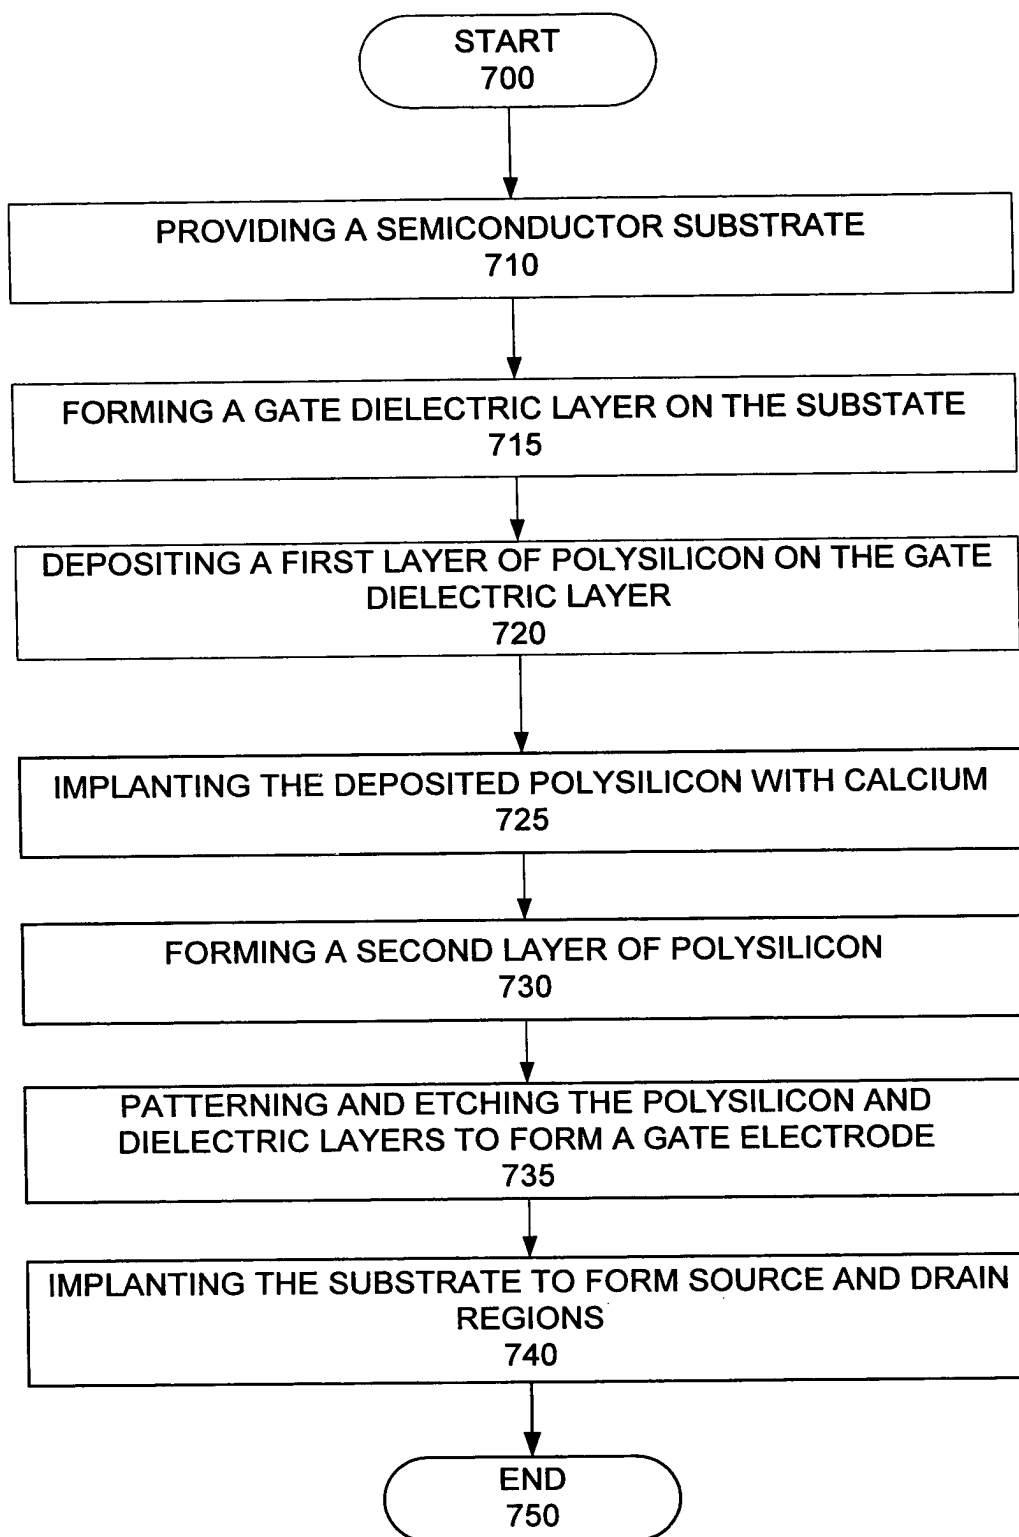 START
700
PROVIDING A SEMICONDUCTOR SUBSTRATE
710
FORMING A GATE DIELECTRIC LAYER ON THE SUBSTATE
715
DEPOSITING A FIRST LAYER OF POLYSILICON ON THE GATE
DIELECTRIC LAYER
720
IMPLANTING THE DEPOSITED POLYSILICON WITH CALCIUM
725
FORMING A SECOND LAYER OF POLYSILICON
730
PATTERNING AND ETCHING THE POLYSILICON AND
DIELECTRIC LAYERS TO FORM A GATE ELECTRODE
735
IMPLANTING THE SUBSTRATE TO FORM SOURCE AND DRAIN
REGIONS
740
END
750